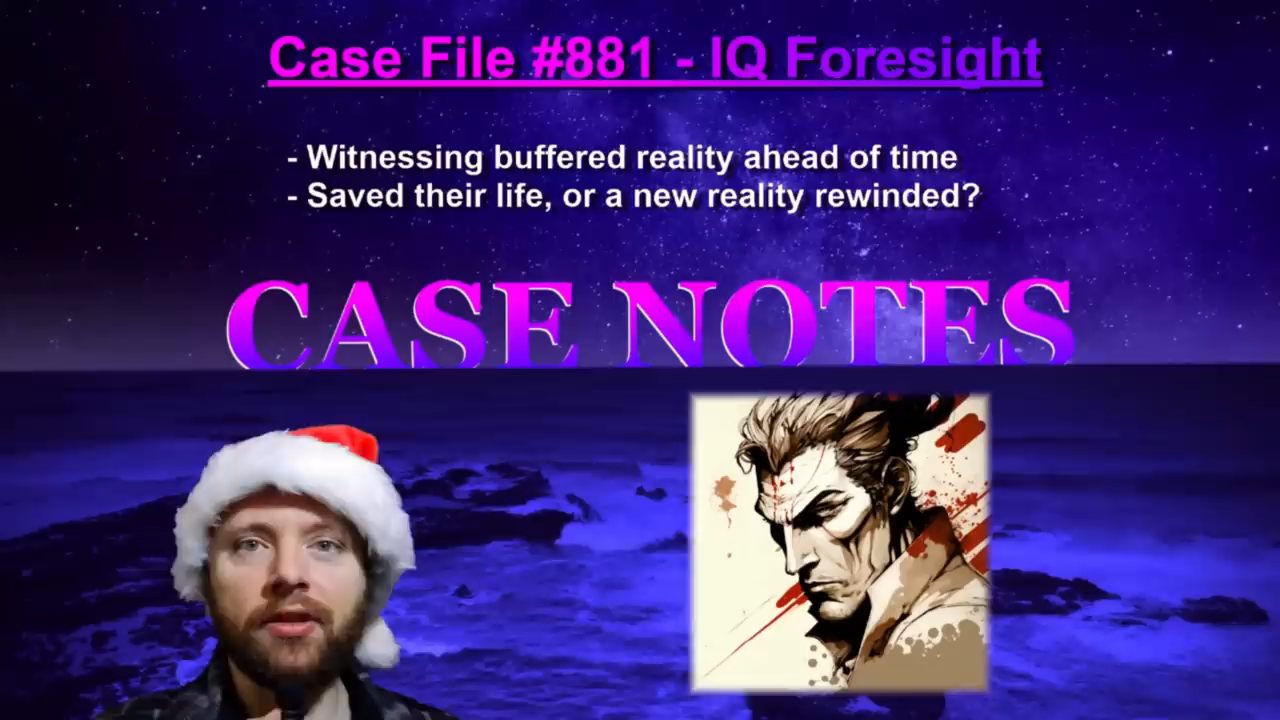 Case File #881 - IQ Foresight
- Witnessing buffered reality ahead of time
- Saved their life, or a new reality rewinded?
CASE NOTES